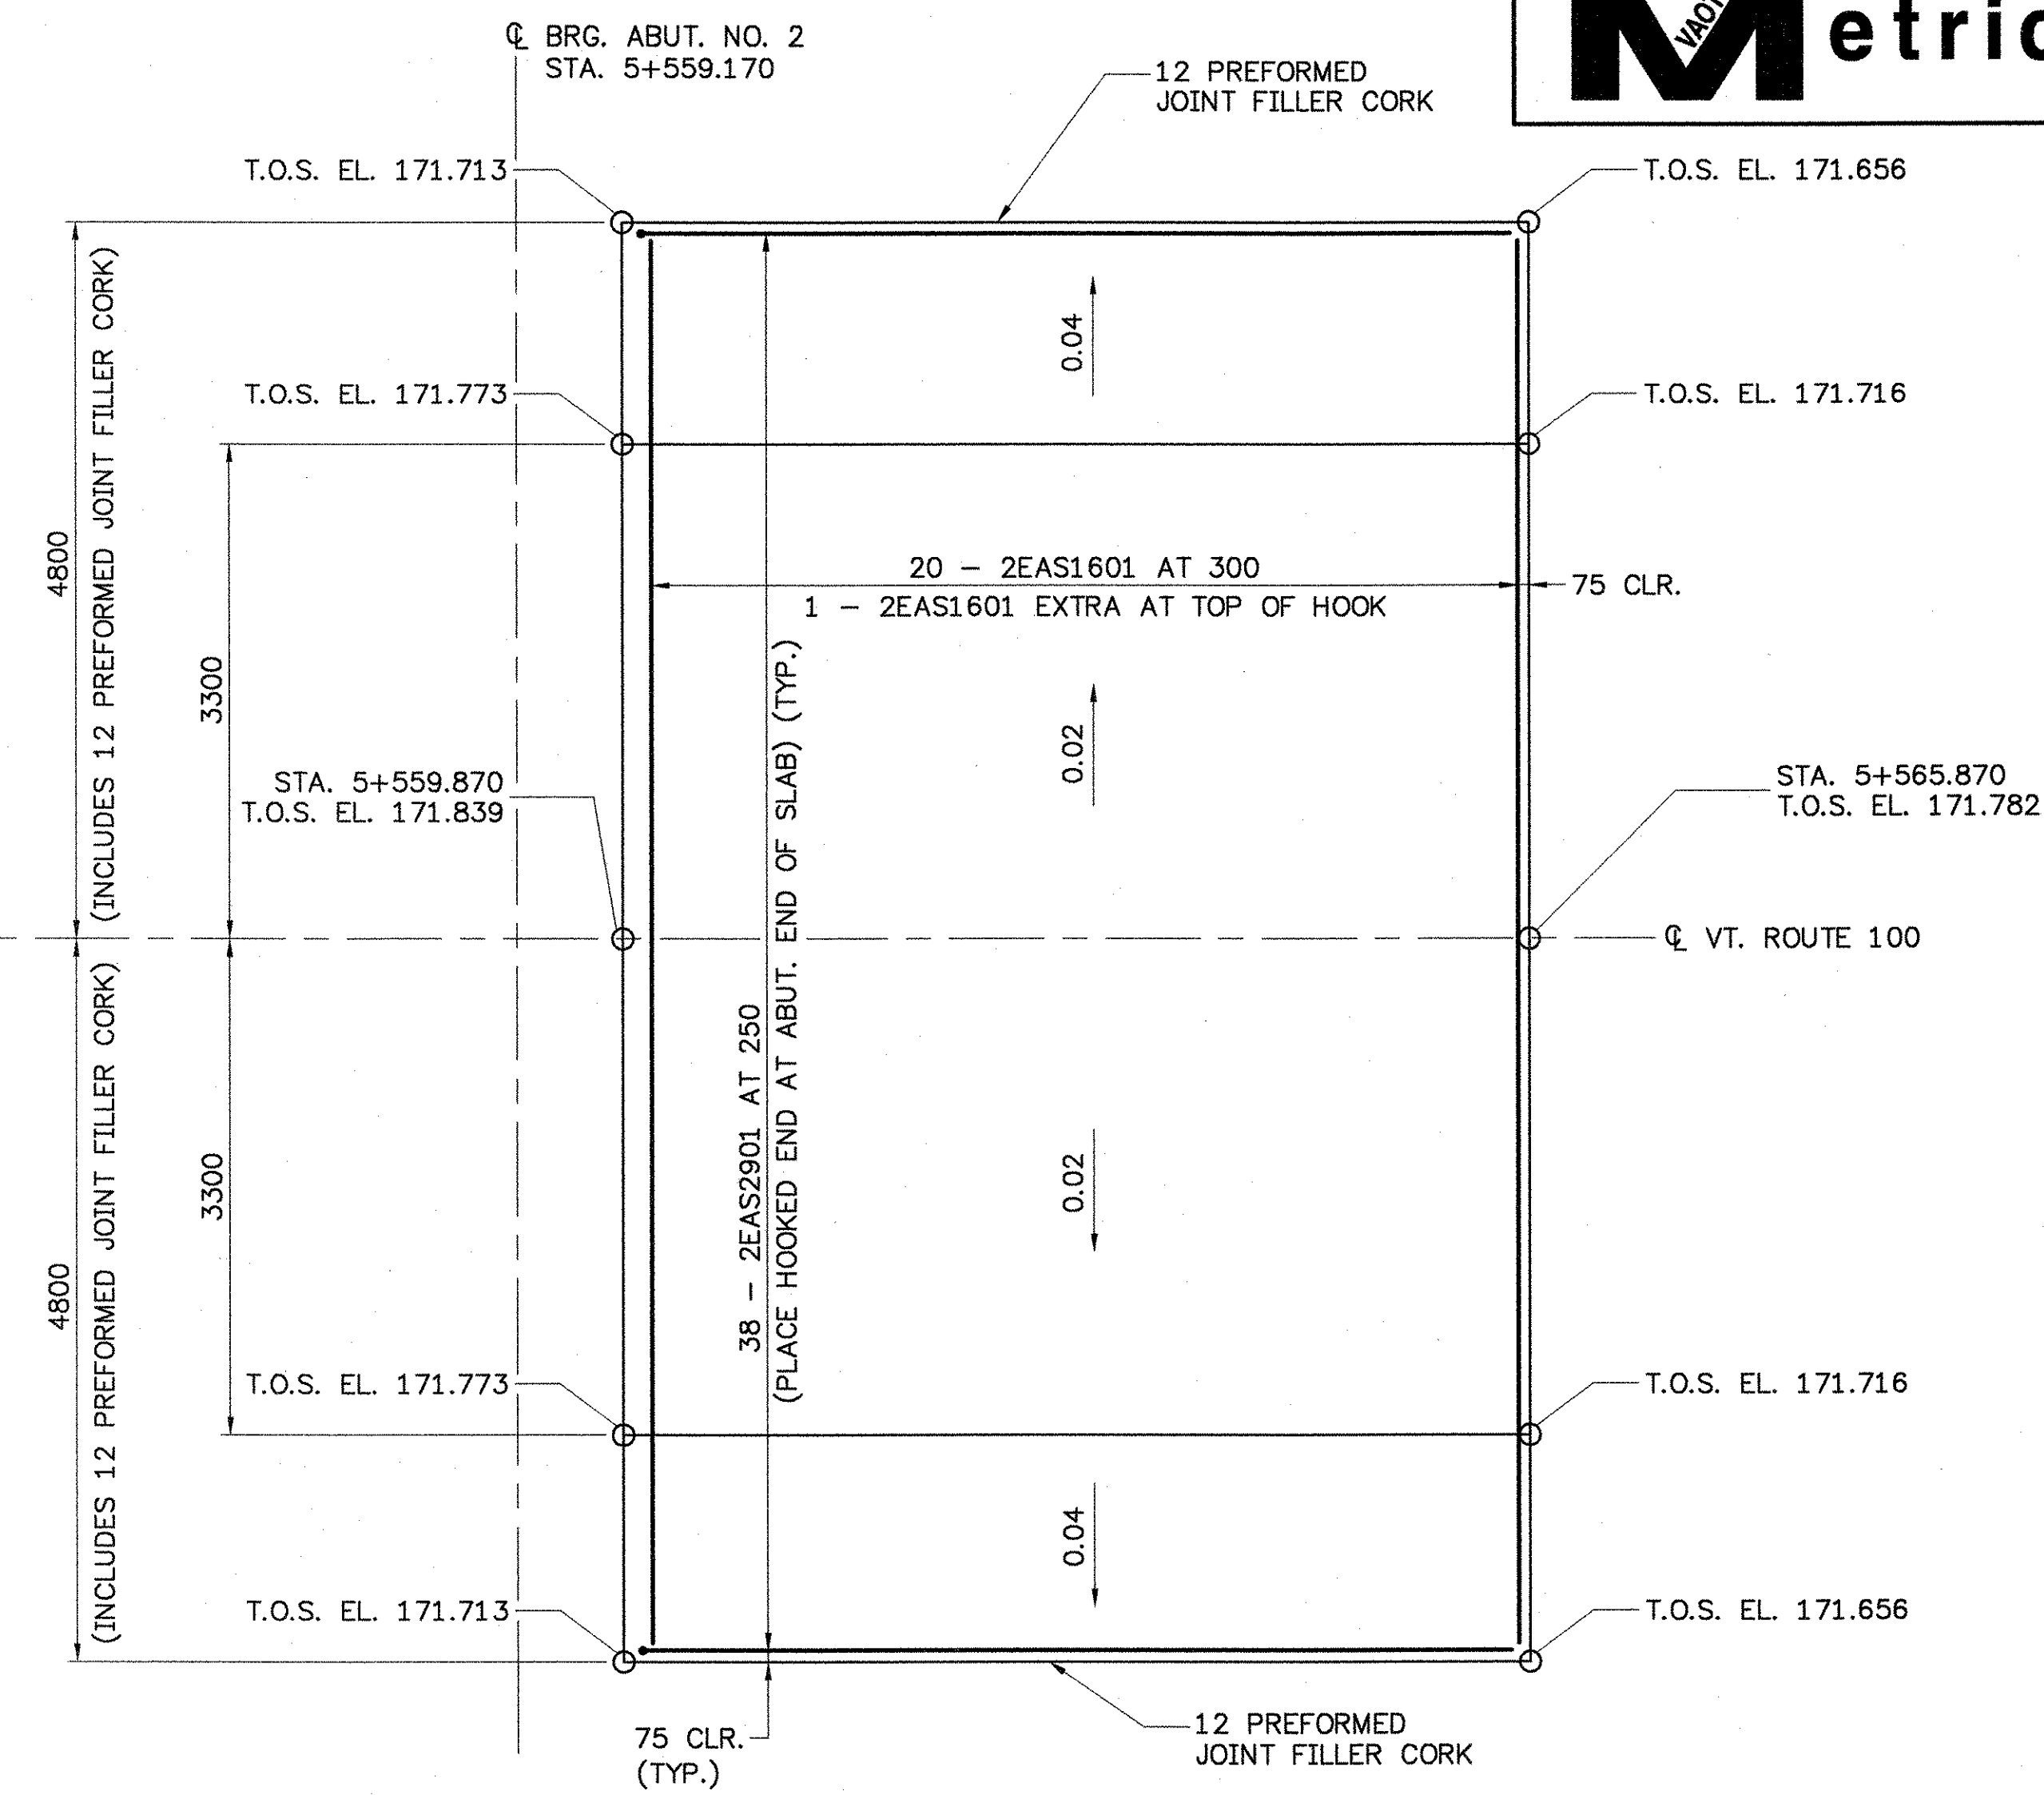 ℄ BRG. ABUT. NO. 2
STA. 5+559.170
12 PREFORMED
JOINT FILLER CORK
VAOT
Metric
T.O.S. EL. 171.713
T.O.S. EL. 171.656
4800
(INCLUDES 12 PREFORMED JOINT FILLER CORK)
0.04
T.O.S. EL. 171.773
T.O.S. EL. 171.716
3300
20 – 2EAS1601 AT 300
1 – 2EAS1601 EXTRA AT TOP OF HOOK
75 CLR.
0.02
STA. 5+559.870
T.O.S. EL. 171.839
STA. 5+565.870
T.O.S. EL. 171.782
℄ VT. ROUTE 100
38 – 2EAS2901 AT 250
(PLACE HOOKED END AT ABUT. END OF SLAB) (TYP.)
4800
(INCLUDES 12 PREFORMED JOINT FILLER CORK)
3300
0.02
T.O.S. EL. 171.773
T.O.S. EL. 171.716
0.04
T.O.S. EL. 171.713
T.O.S. EL. 171.656
75 CLR.
(TYP.)
12 PREFORMED
JOINT FILLER CORK